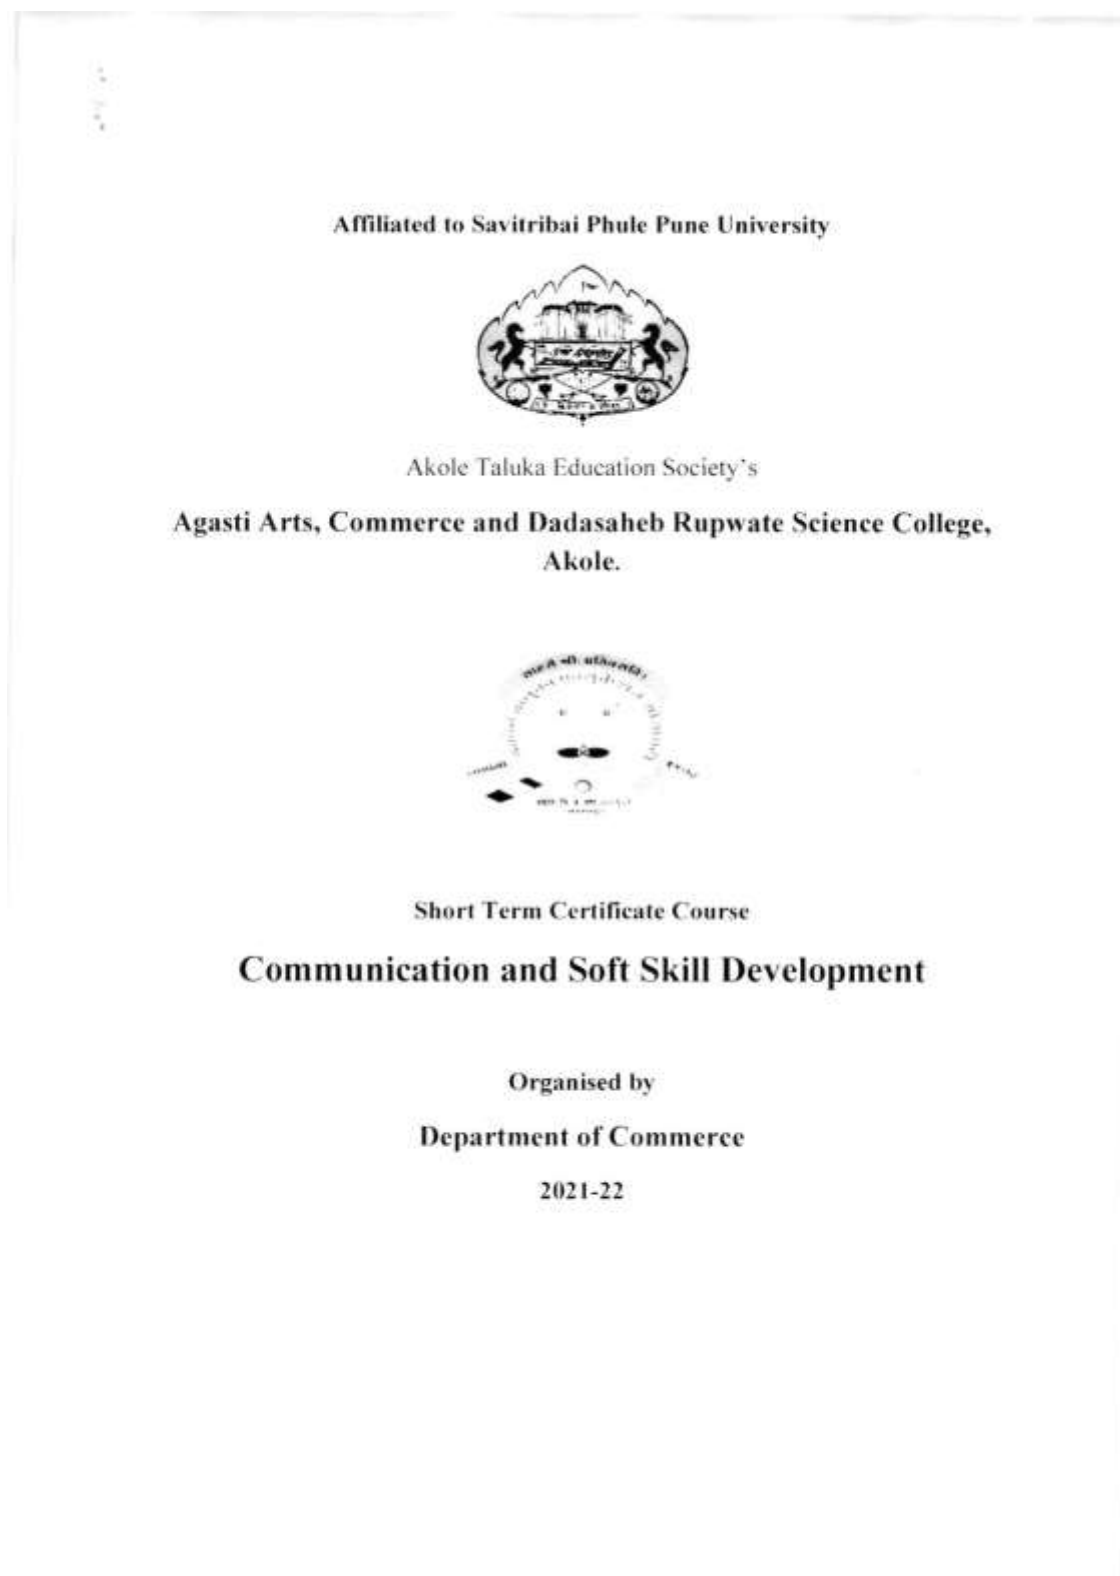 Affiliated to Savitribai Phule Pune University
Akole Taluka Education Society's
Agasti Arts, Commerce and Dadasaheb Rupwate Science College,
Akole.
Short Term Certificate Course
Communication and Soft Skill Development
Organised by
Department of Commerce
2021-22